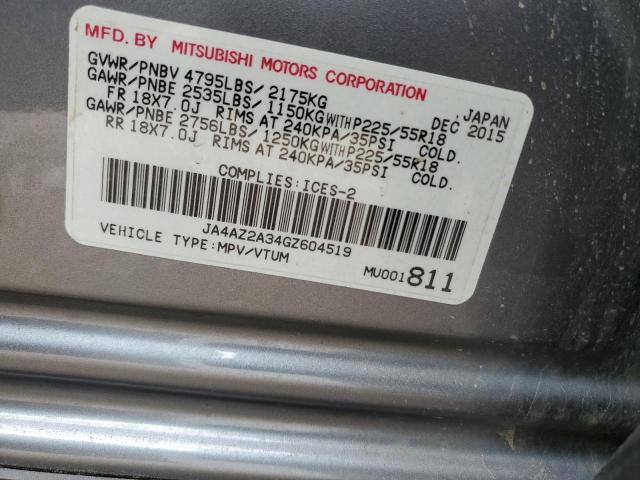 MFD. BY MITSUBISHI MOTORS CORPORATION
GVWR/PNBV 4795LBS/2175KG JAPAN
GAWR/PNBE 2535LBS/1150KG WITH P225/55R18 DEC 2015
FR 18X7.0J RIMS AT 240KPA/35PSI COLD.
GAWR/PNBE 2756LBS/1250KG WITH P225/55R18
RR 18X7.0J RIMS AT 240KPA/35PSI COLD.
COMPLIES:ICES-2
JA4AZ2A34GZ604519
VEHICLE TYPE:MPV/VTUM MU001811